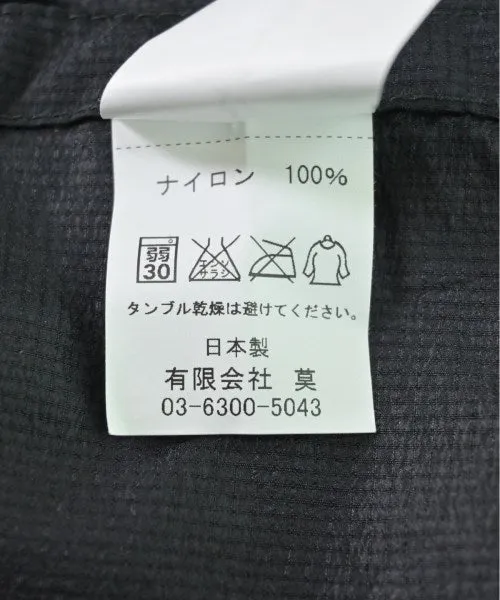 ナイロン 100%
弱
30
エンソ
サラシ
タンブル乾燥は避けてください。
日本製
有限会社 莫
03-6300-5043